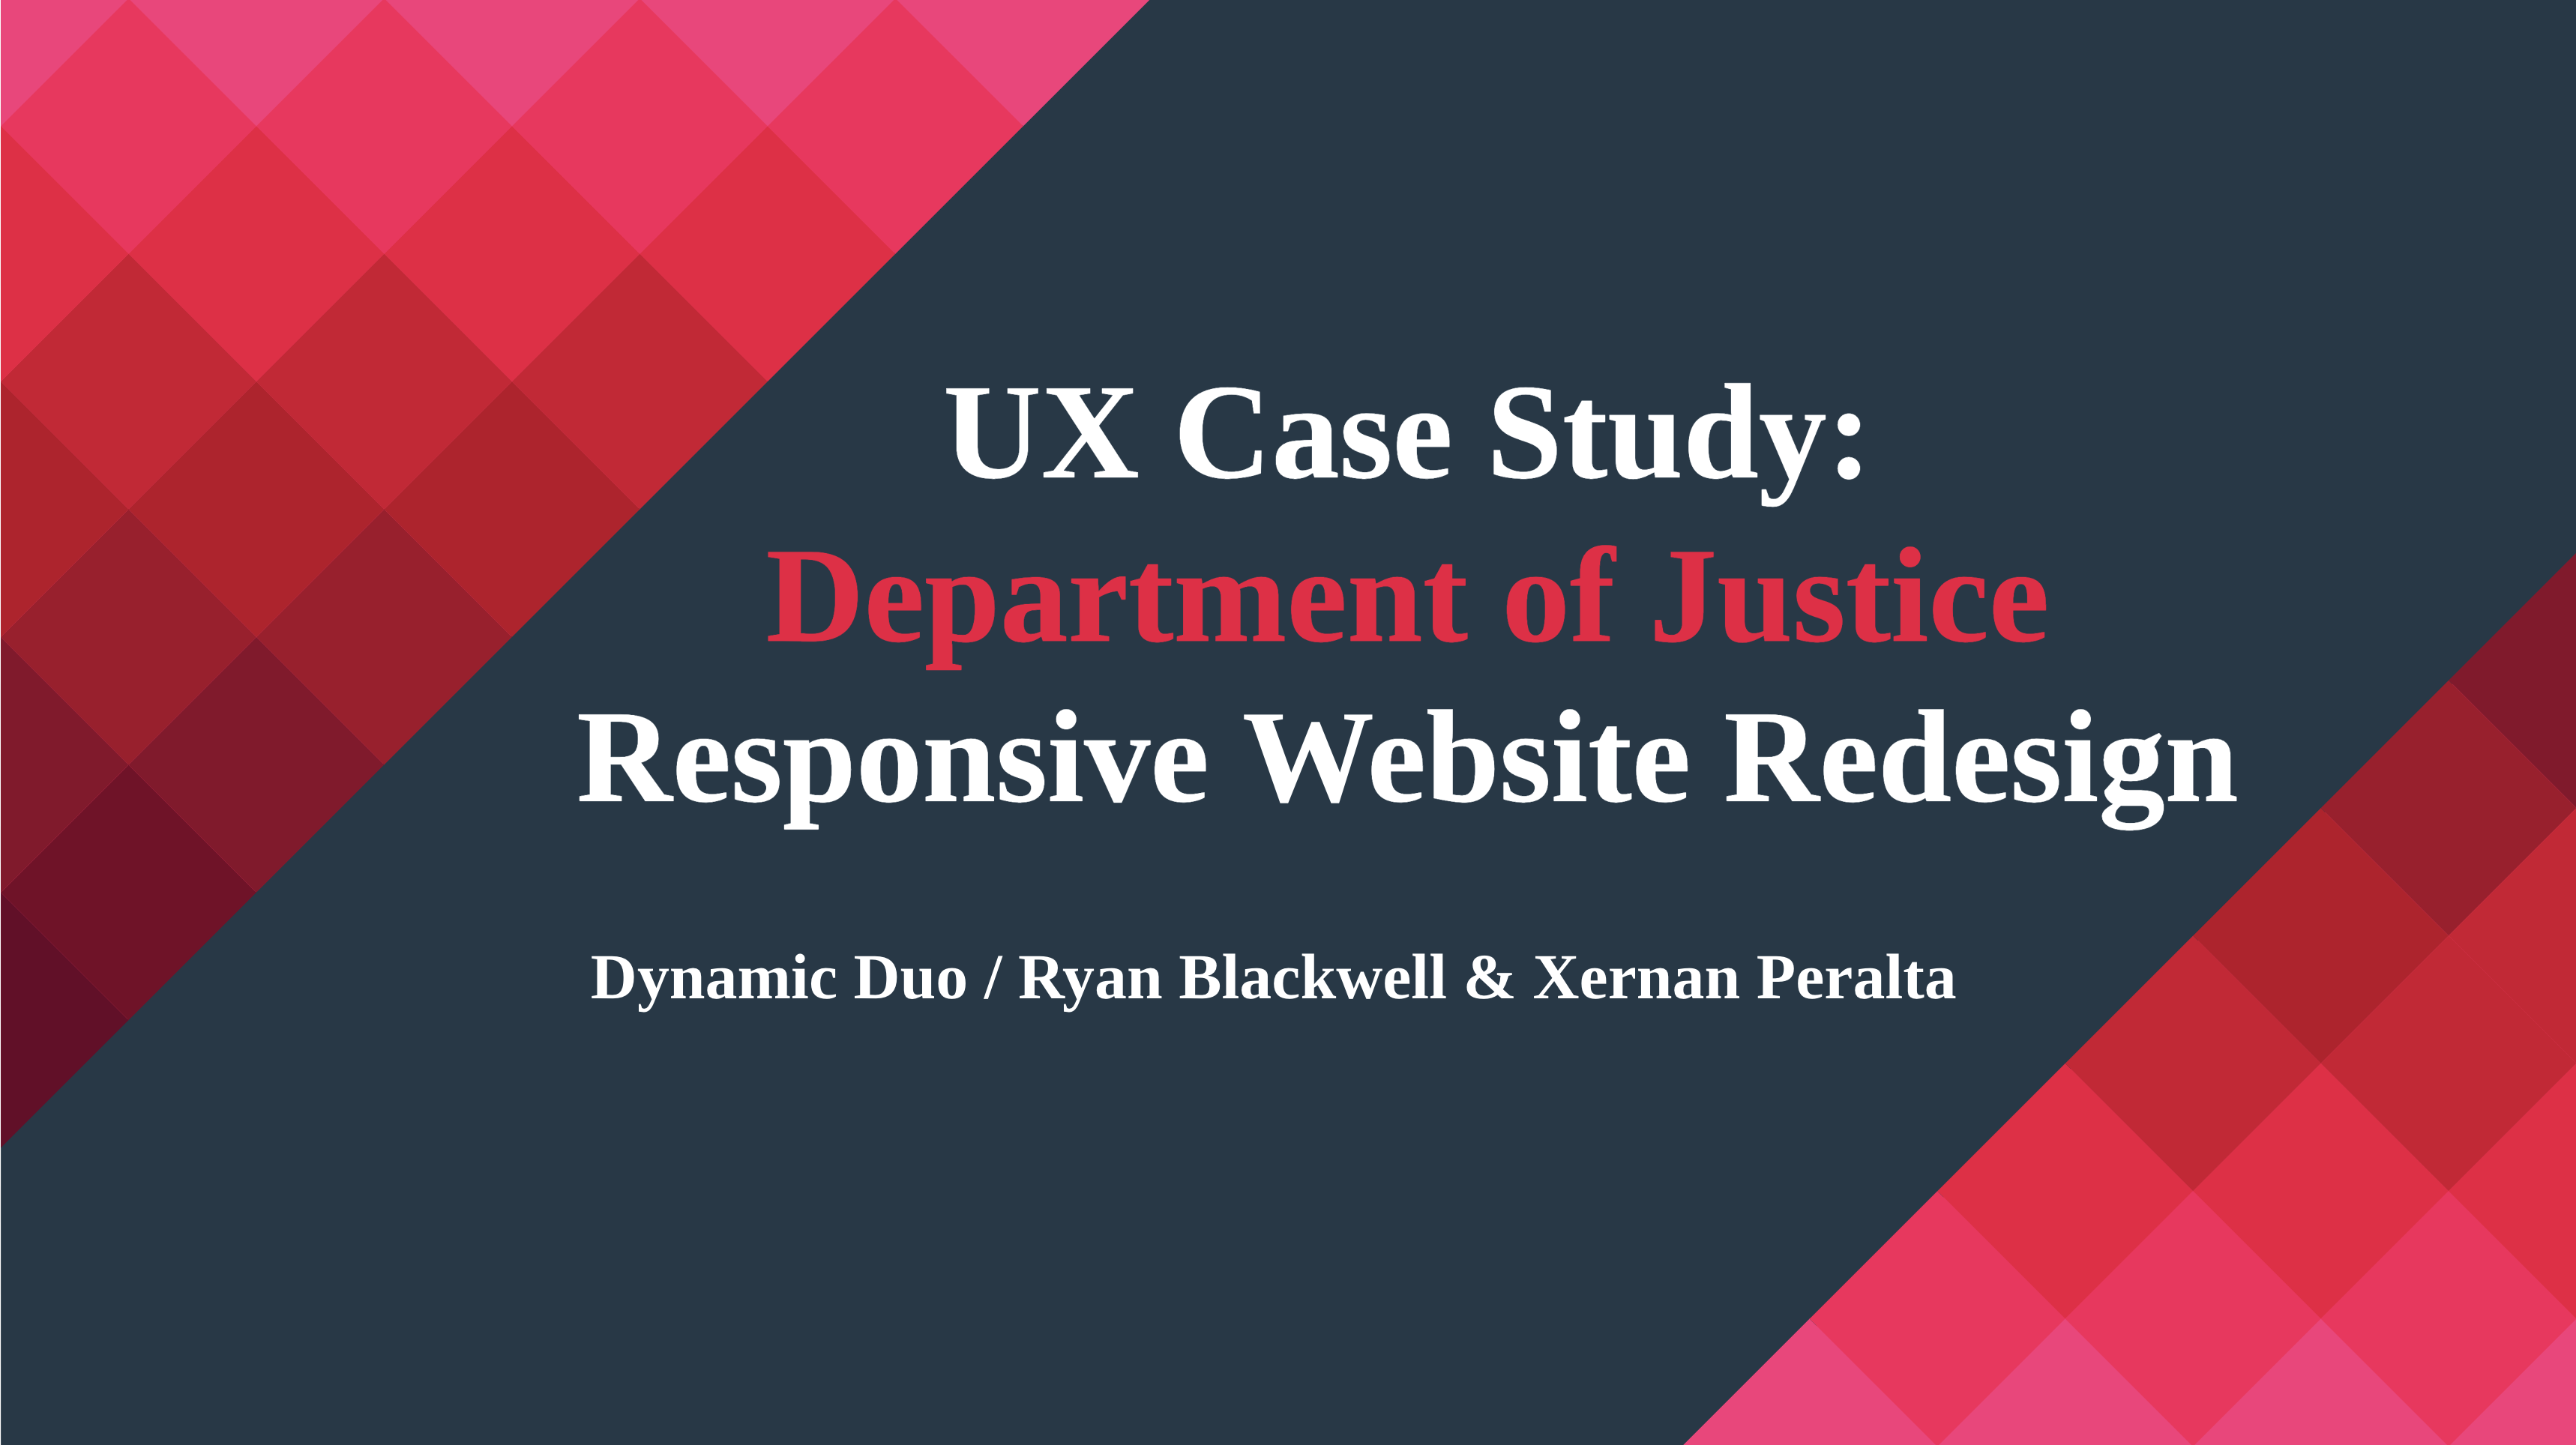 UX Case Study:
Department of Justice
Responsive Website Redesign
Dynamic Duo / Ryan Blackwell & Xernan Peralta